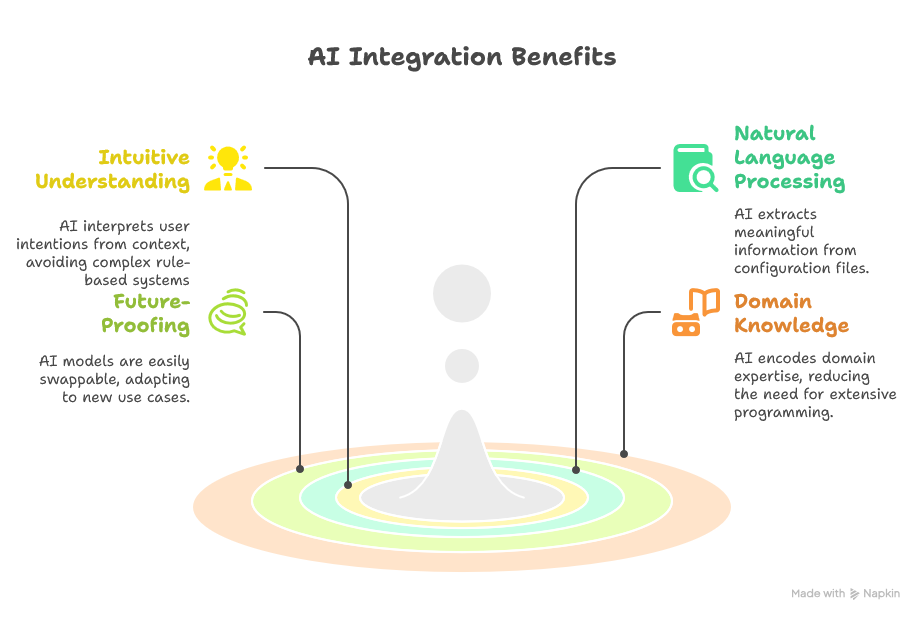 AI Integration Benefits
Intuitive
Understanding
AI interprets user
intentions from context,
avoiding complex rule-
based systems
Future-
Proofing
AI models are easily
swappable, adapting
to new use cases.
Natural
Language
Processing
AI extracts
meaningful
information from
configuration files.
Domain
Knowledge
AI encodes domain
expertise, reducing
the need for extensive
programming.
Made with Napkin